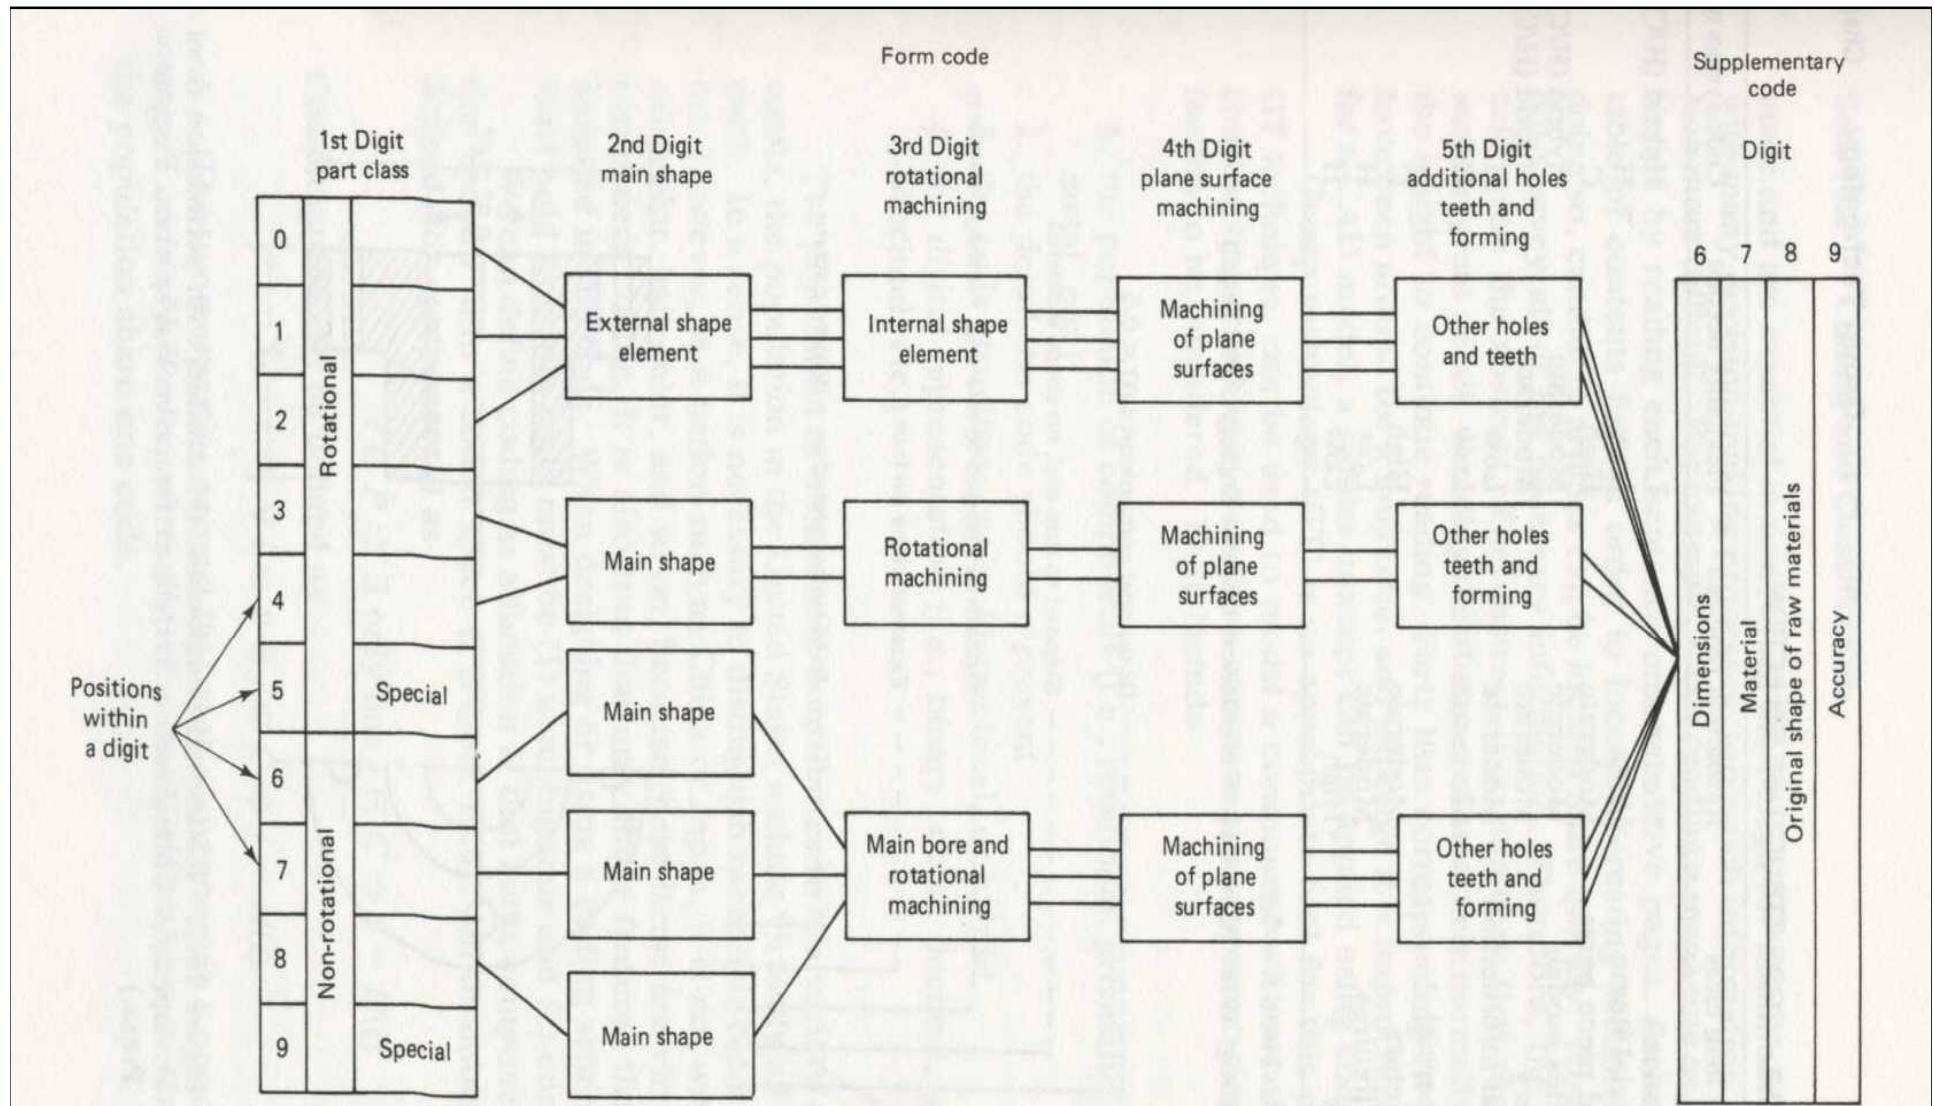 Form code
Supplementary
code
1st Digit
part class
2nd Digit
main shape
3rd Digit
rotational
machining
4th Digit
plane surface
machining
5th Digit
additional holes
teeth and
forming
Digit
6 7 8 9
0
1
2
3
4
5
6
7
8
9
Rotational
Non-rotational
Special
Special
Positions
within
a digit
External shape
element
Internal shape
element
Machining
of plane
surfaces
Other holes
and teeth
Main shape
Rotational
machining
Machining
of plane
surfaces
Other holes
teeth and
forming
Main shape
Main shape
Main shape
Main bore and
rotational
machining
Machining
of plane
surfaces
Other holes
teeth and
forming
Dimensions
Material
Original shape of raw materials
Accuracy